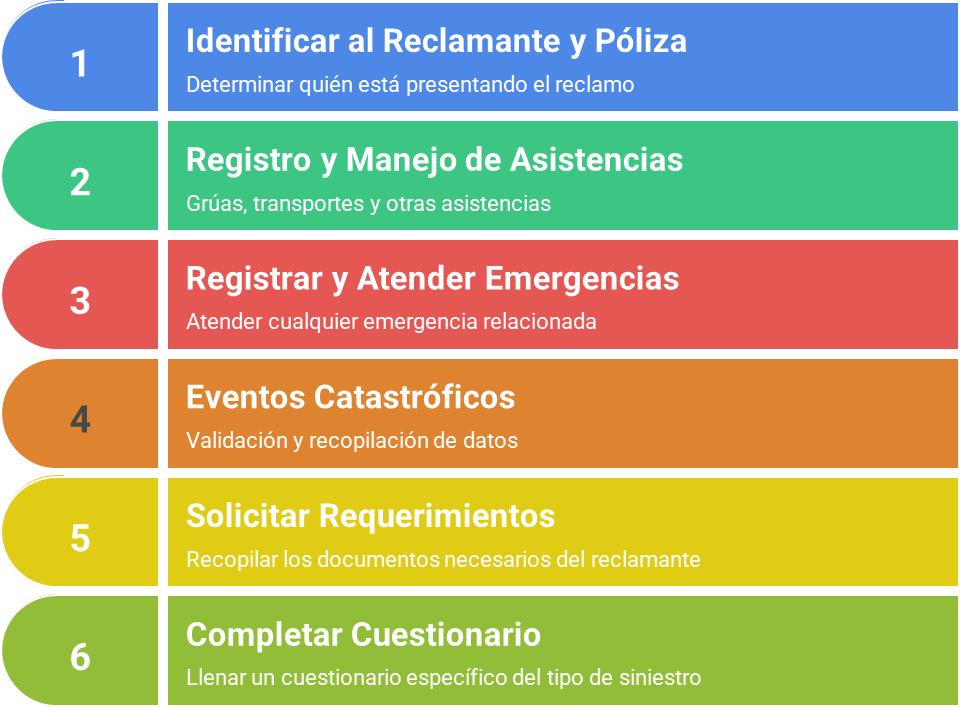 1
Identificar al Reclamante y Póliza
Determinar quién está presentando el reclamo
2
Registro y Manejo de Asistencias
Grúas, transportes y otras asistencias
3
Registrar y Atender Emergencias
Atender cualquier emergencia relacionada
4
Eventos Catastróficos
Validación y recopilación de datos
5
Solicitar Requerimientos
Recopilar los documentos necesarios del reclamante
6
Completar Cuestionario
Llenar un cuestionario específico del tipo de siniestro